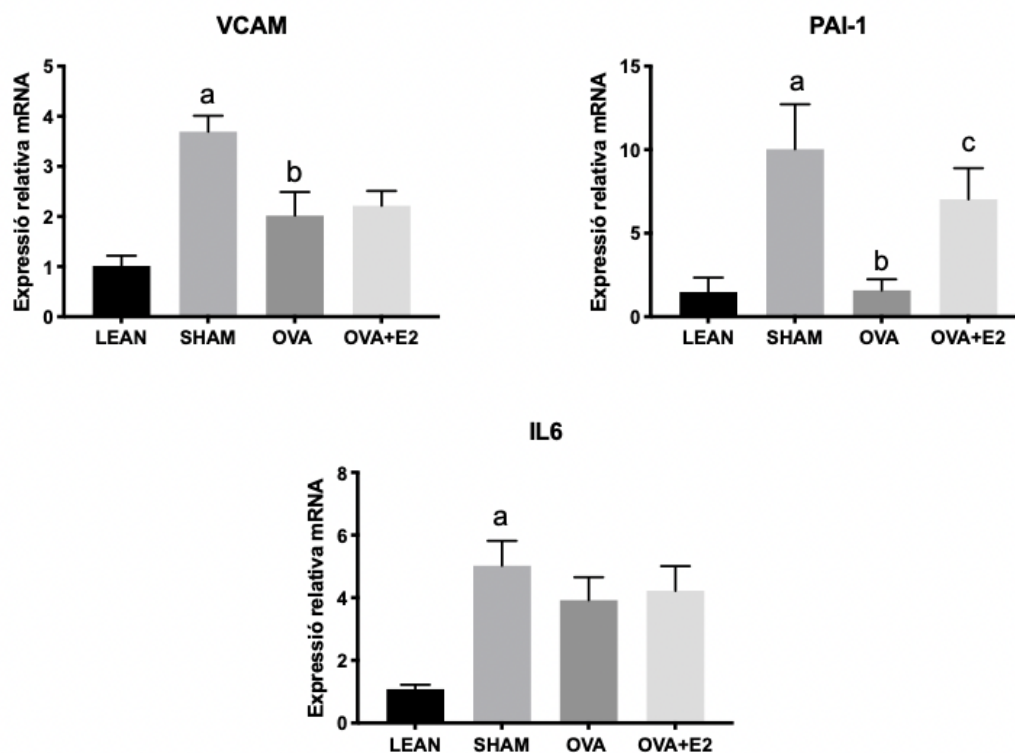 VCAM
Expressió relativa mRNA
5
4
3
2
1
0
a
b
LEAN SHAM OVA OVA+E2
PAI-1
Expressió relativa mRNA
15
10
5
0
a
b
c
LEAN SHAM OVA OVA+E2
IL6
Expressió relativa mRNA
8
6
4
2
0
a
LEAN SHAM OVA OVA+E2